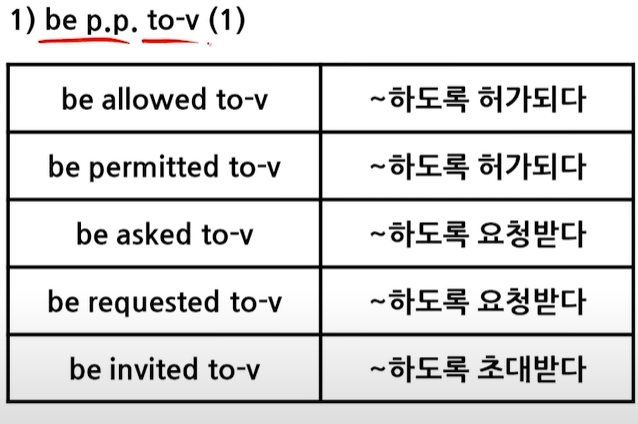 1) be p.p. to-v (1)
be allowed to-v ~하도록 허가되다
be permitted to-v ~하도록 허가되다
be asked to-v ~하도록 요청받다
be requested to-v ~하도록 요청받다
be invited to-v ~하도록 초대받다